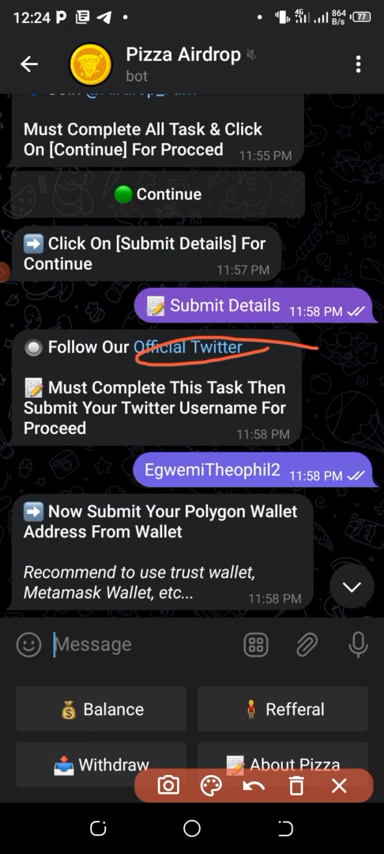 12:24
4G
864
B/s
77
Pizza Airdrop
bot
Must Complete All Task & Click
On [Continue] For Procced
11:55 PM
Continue
Click On [Submit Details] For
Continue
11:57 PM
Submit Details
11:58 PM
Follow Our Official Twitter
Must Complete This Task Then
Submit Your Twitter Username For
Proceed
11:58 PM
EgwemiTheophil2
11:58 PM
Now Submit Your Polygon Wallet
Address From Wallet
Recommend to use trust wallet,
Metamask Wallet, etc...
11:58 PM
Message
Balance
Refferal
Withdraw
About Pizza